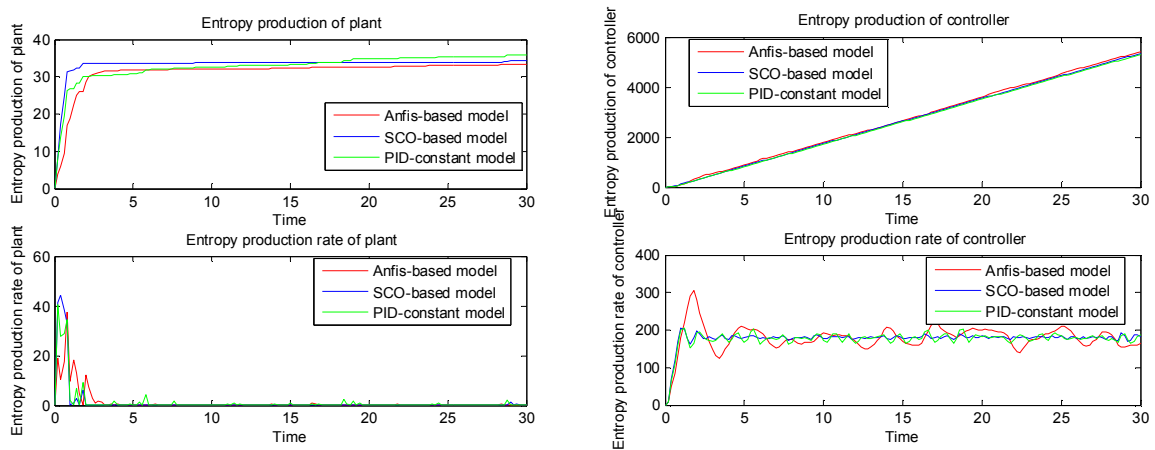 Entropy production of plant
Entropy production of plant
40
30
20
10
0
0 5 10 15 20 25 30
Time
Anfis-based model
SCO-based model
PID-constant model
Entropy production of controller
Entropy production of controller
6000
4000
2000
0
0 5 10 15 20 25 30
Time
Anfis-based model
SCO-based model
PID-constant model
Entropy production rate of plant
Entropy production rate of plant
60
40
20
0
0 5 10 15 20 25 30
Time
Anfis-based model
SCO-based model
PID-constant model
Entropy production rate of controller
Entropy production rate of controller
400
300
200
100
0
0 5 10 15 20 25 30
Time
Anfis-based model
SCO-based model
PID-constant model